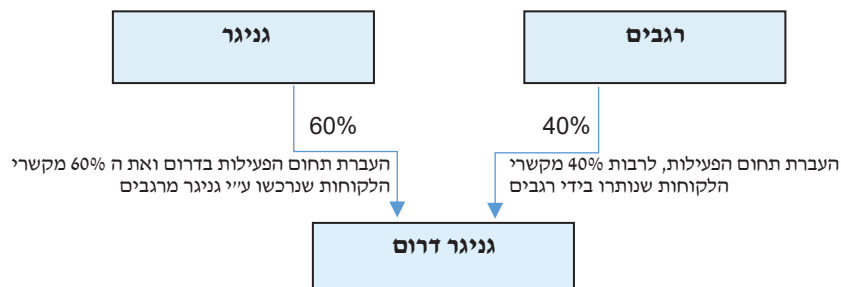 רגבים
גניגר
40%
60%
העברת תחום הפעילות, לרבות 40% מקשרי
הלקוחות שנותרו בידי רגבים
העברת תחום הפעילות בדרום ואת ה 60% מקשרי
הלקוחות שנרכשו ע״י גניגר מרגבים
גניגר דרום